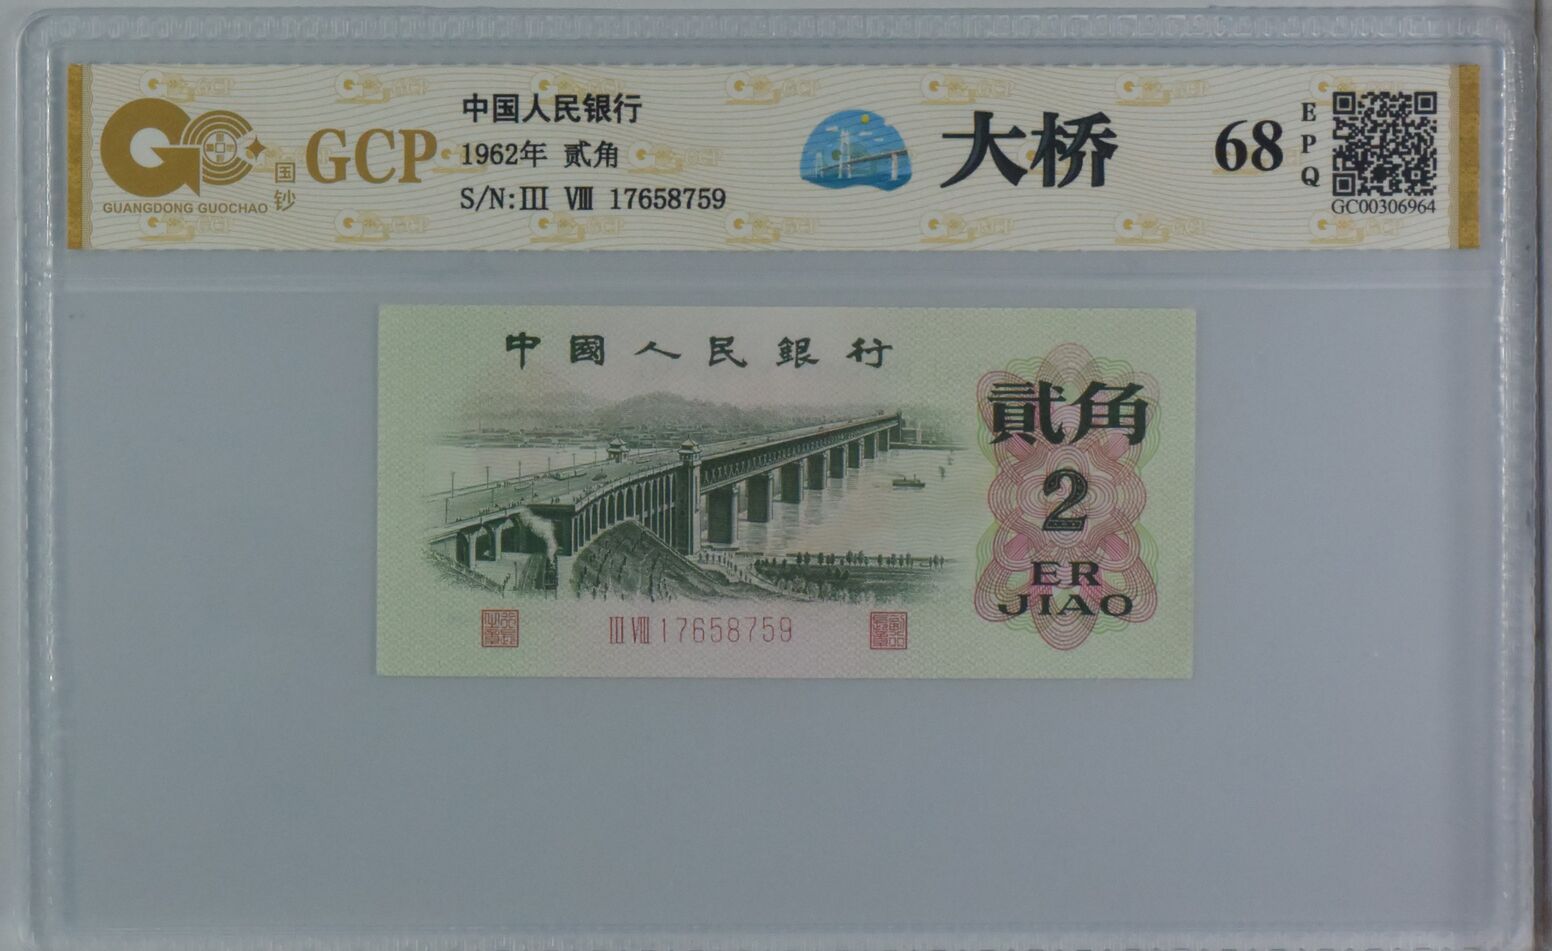 GCP
国钞
GUANGDONG GUOCHAO
中国人民银行
1962年 贰角
S/N:III VIII 17658759
大桥
68
EPQ
GC00306964
中國人民銀行
貳角
2
ER
JIAO
III VIII 17658759